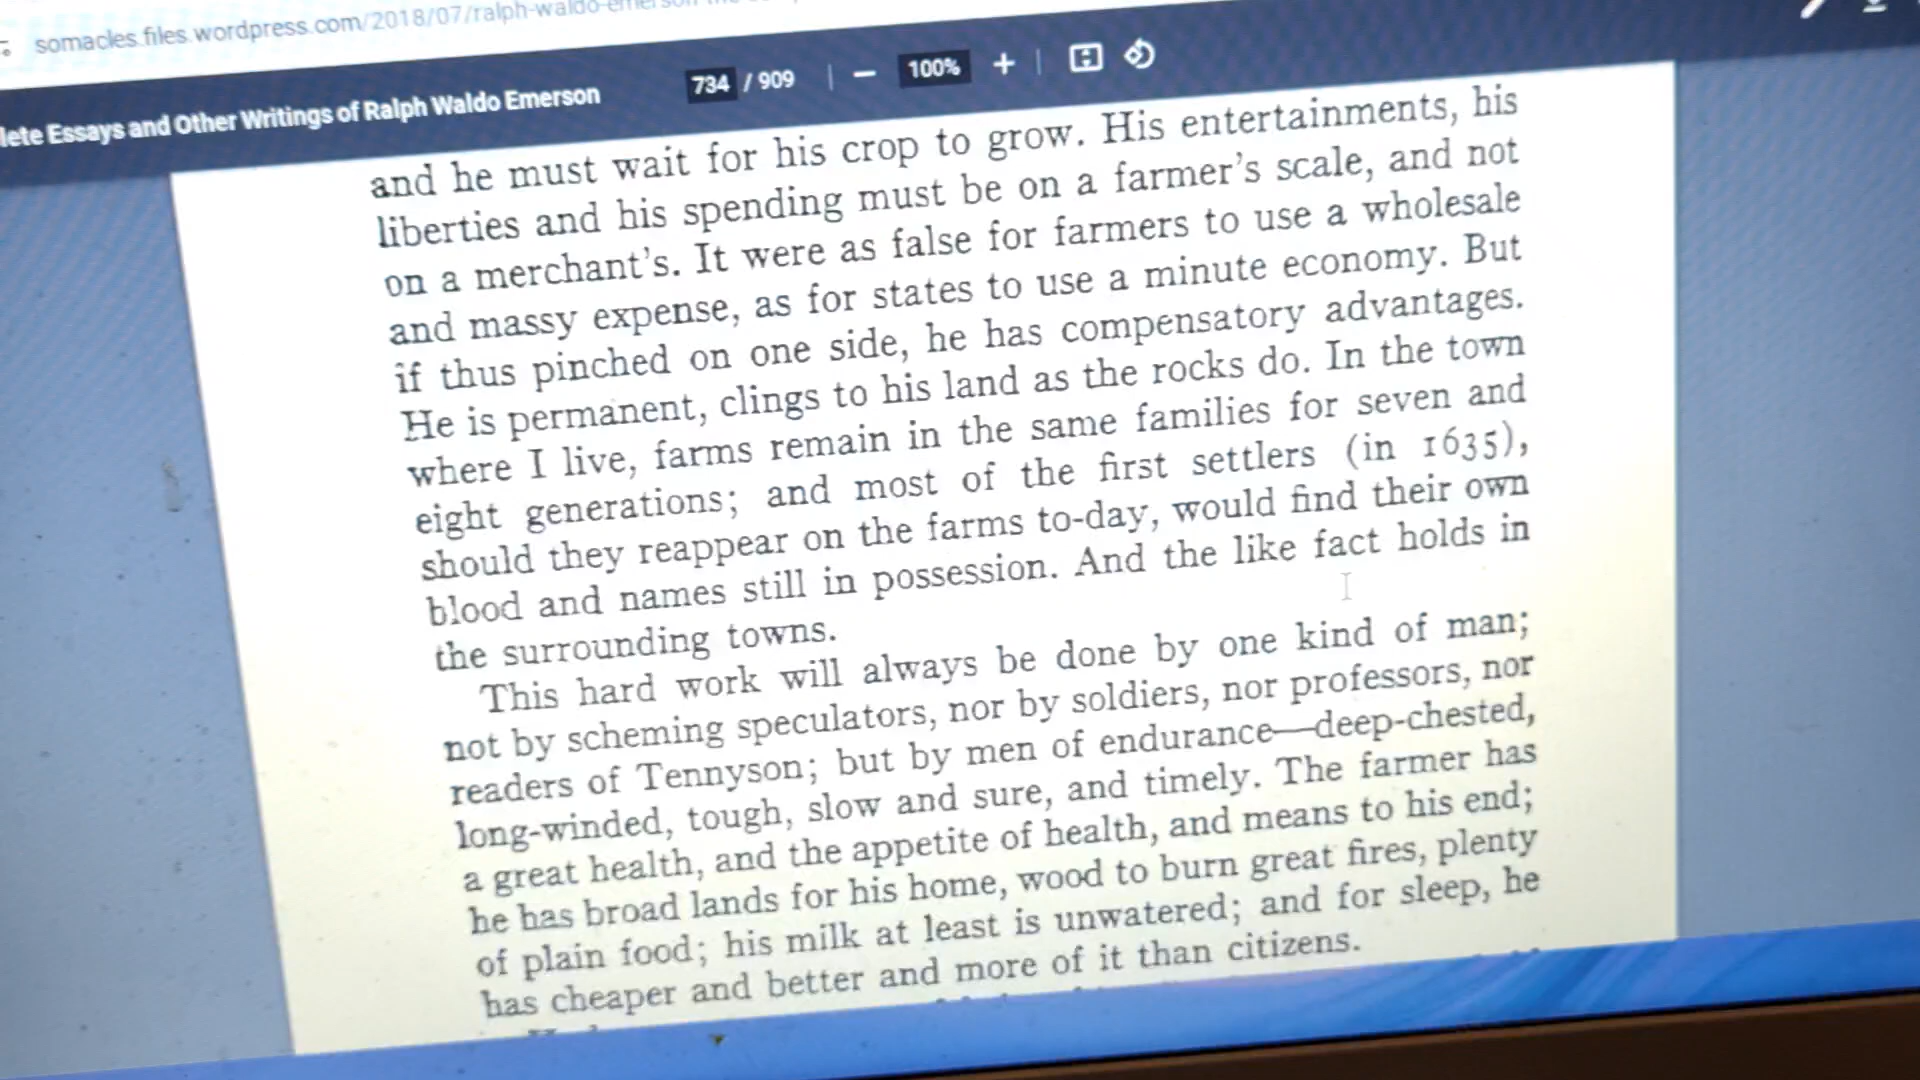 somacles.files.wordpress.com/2018/07/ralph-waldo-emerson
lete Essays and Other Writings of Ralph Waldo Emerson 734 / 909 — 100% +
and he must wait for his crop to grow. His entertainments, his
liberties and his spending must be on a farmer's scale, and not
on a merchant's. It were as false for farmers to use a wholesale
and massy expense, as for states to use a minute economy. But
if thus pinched on one side, he has compensatory advantages.
He is permanent, clings to his land as the rocks do. In the town
where I live, farms remain in the same families for seven and
eight generations; and most of the first settlers (in 1635),
should they reappear on the farms to-day, would find their own
blood and names still in possession. And the like fact holds in
the surrounding towns.
This hard work will always be done by one kind of man;
not by scheming speculators, nor by soldiers, nor professors, nor
readers of Tennyson; but by men of endurance—deep-chested,
long-winded, tough, slow and sure, and timely. The farmer has
a great health, and the appetite of health, and means to his end;
he has broad lands for his home, wood to burn great fires, plenty
of plain food; his milk at least is unwatered; and for sleep, he
has cheaper and better and more of it than citizens.